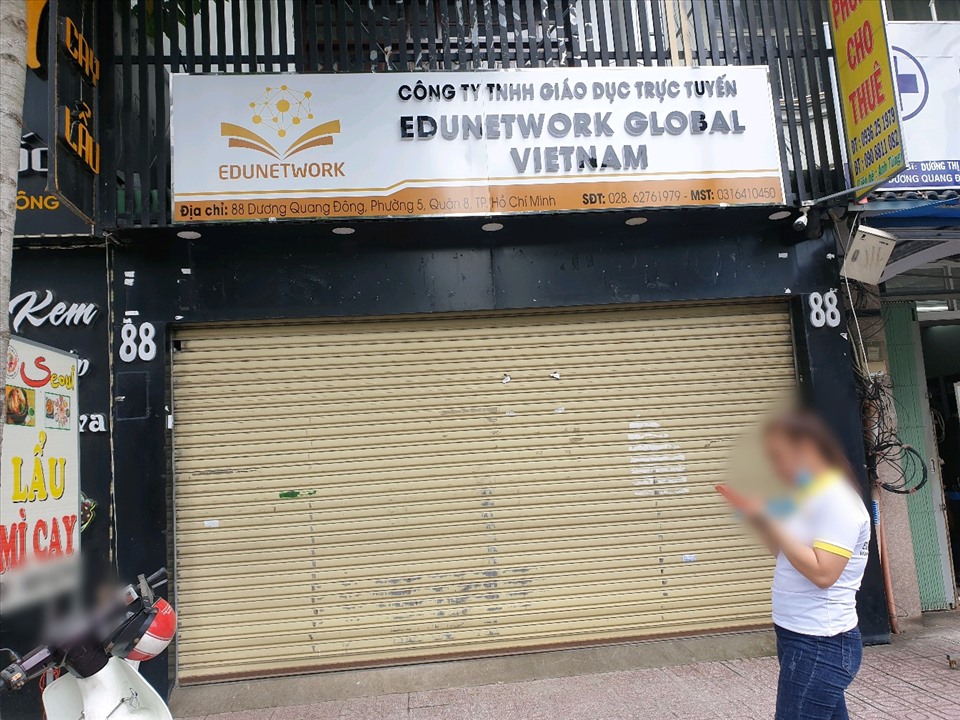 CAY
LẨU
CÔNG TY TNHH GIÁO DỤC TRỰC TUYẾN
EDUNETWORK GLOBAL
VIETNAM
EDUNETWORK
Địa chỉ: 88 Dương Quang Đông, Phường 5, Quận 8, TP. Hồ Chí Minh
SĐT: 028. 62761979 - MST: 0316410450
CHO
THUÊ
88
88
Kem
Seoul
LẨU
MÌ CAY